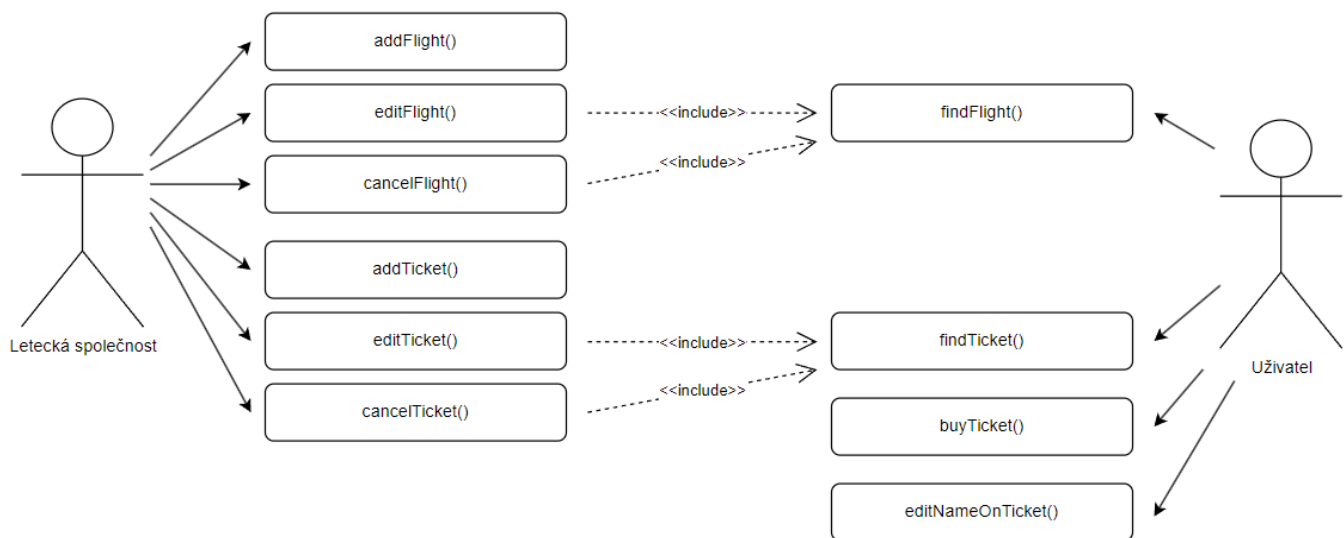 addFlight()
editFlight()
<<include>>
findFlight()
<<include>>
cancelFlight()
addTicket()
Letecká společnost
editTicket()
<<include>>
findTicket()
Uživatel
<<include>>
cancelTicket()
buyTicket()
editNameOnTicket()